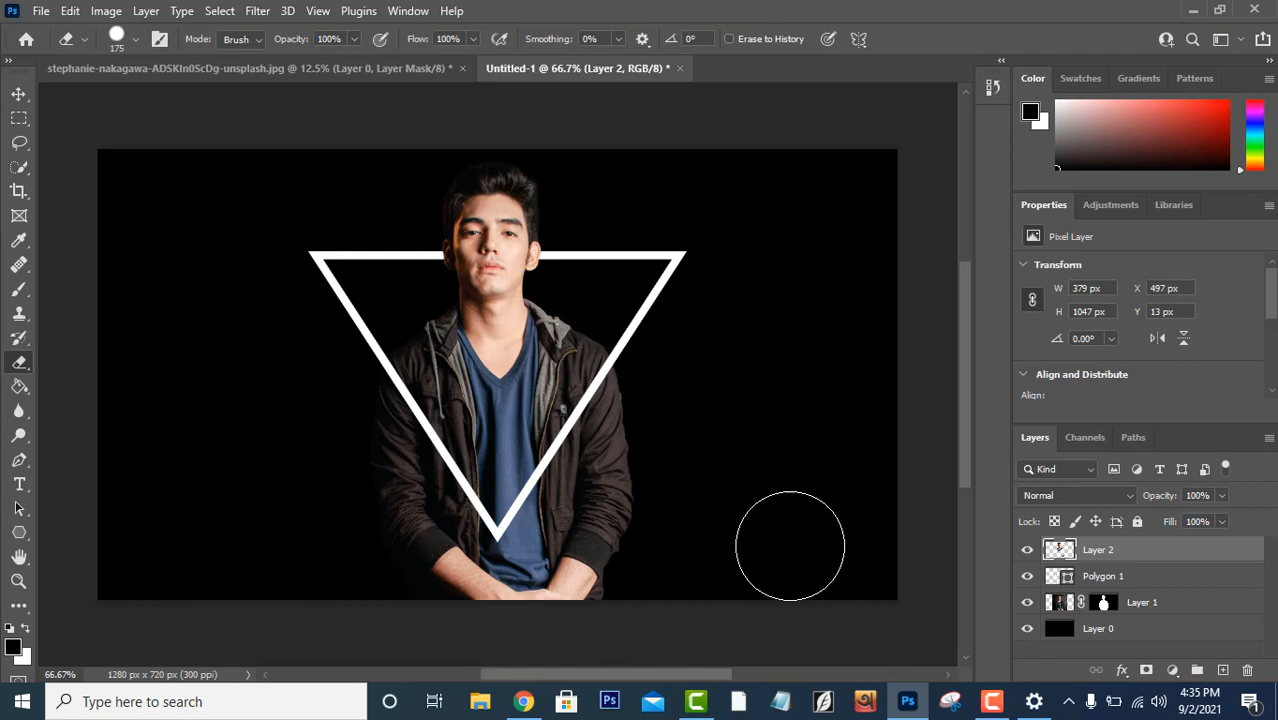 Ps File Edit Image Layer Type Select Filter 3D View Plugins Window Help
175 Mode: Brush Opacity: 100% Flow: 100% Smoothing: 0% 0° Erase to History
stephanie-nakagawa-ADSKIn0ScDg-unsplash.jpg @ 12.5% (Layer 0, Layer Mask/8) * Untitled-1 @ 66.7% (Layer 2, RGB/8) *
Color Swatches Gradients Patterns
Properties Adjustments Libraries
Pixel Layer
Transform
W 379 px X 497 px
H 1047 px Y 13 px
0.00°
Align and Distribute
Align:
Layers Channels Paths
Kind
Normal Opacity: 100%
Lock: Fill: 100%
Layer 2
Polygon 1
Layer 1
Layer 0
66.67% 1280 px x 720 px (300 ppi)
Type here to search Ps Ps 4:35 PM
9/2/2021 1